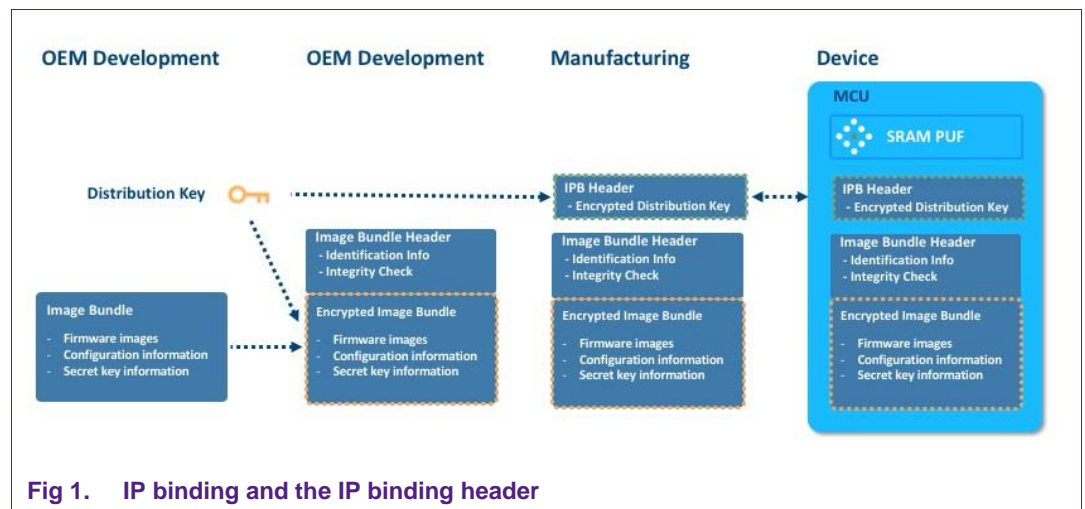 OEM Development
OEM Development
Manufacturing
Device
MCU
SRAM PUF
Distribution Key
IPB Header
- Encrypted Distribution Key
IPB Header
- Encrypted Distribution Key
Image Bundle Header
- Identification Info
- Integrity Check
Image Bundle Header
- Identification Info
- Integrity Check
Image Bundle Header
- Identification Info
- Integrity Check
Image Bundle
- Firmware images
- Configuration information
- Secret key information
Encrypted Image Bundle
- Firmware images
- Configuration information
- Secret key information
Encrypted Image Bundle
- Firmware images
- Configuration information
- Secret key information
Encrypted Image Bundle
- Firmware images
- Configuration information
- Secret key information
Fig 1. IP binding and the IP binding header